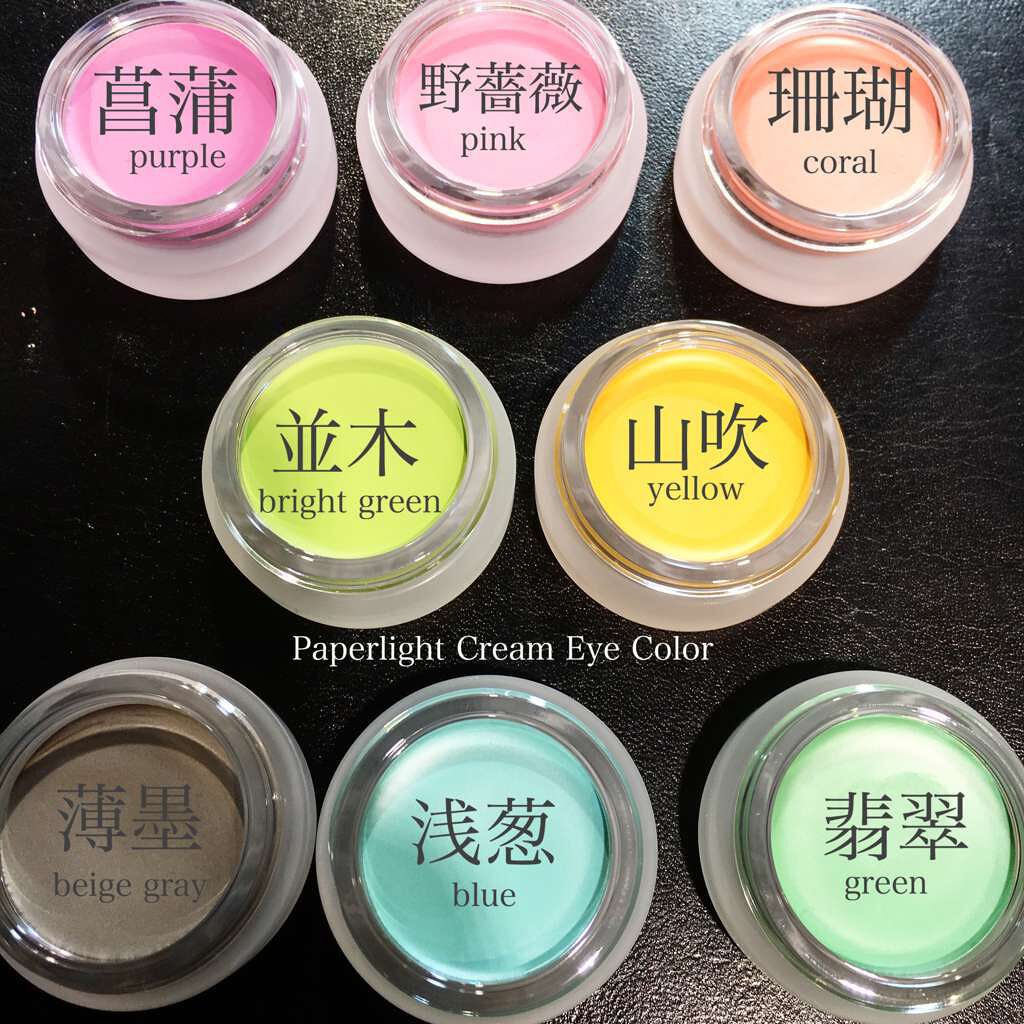 菖蒲
purple
野薔薇
pink
珊瑚
coral
並木
bright green
山吹
yellow
Paperlight Cream Eye Color
薄墨
beige gray
浅葱
blue
翡翠
green